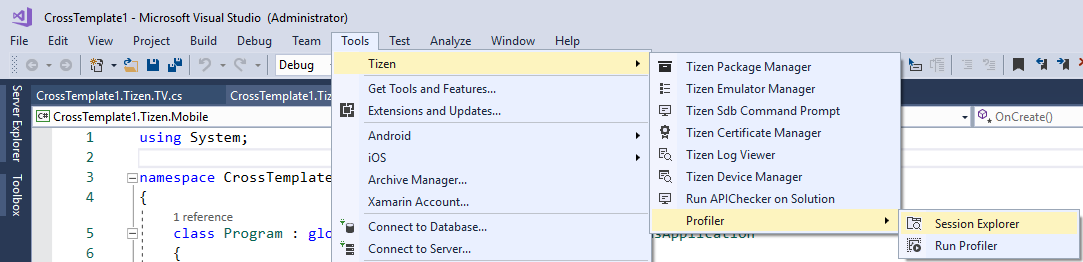 CrossTemplate1 - Microsoft Visual Studio (Administrator)
File Edit View Project Build Debug Team Tools Test Analyze Window Help
Debug
Tizen
Get Tools and Features...
Extensions and Updates...
Android
iOS
Archive Manager...
Xamarin Account...
Connect to Database...
Connect to Server...
Tizen Package Manager
Tizen Emulator Manager
Tizen Sdb Command Prompt
Tizen Certificate Manager
Tizen Log Viewer
Tizen Device Manager
Run APIChecker on Solution
Profiler
Session Explorer
Run Profiler
Server Explorer
Toolbox
CrossTemplate1.Tizen.TV.cs CrossTemplate1.Tiz
C# CrossTemplate1.Tizen.Mobile
OnCreate()
1 using System;
2
3 namespace CrossTemplate
4 {
1 reference
5 class Program : glo
sApplication
6 {